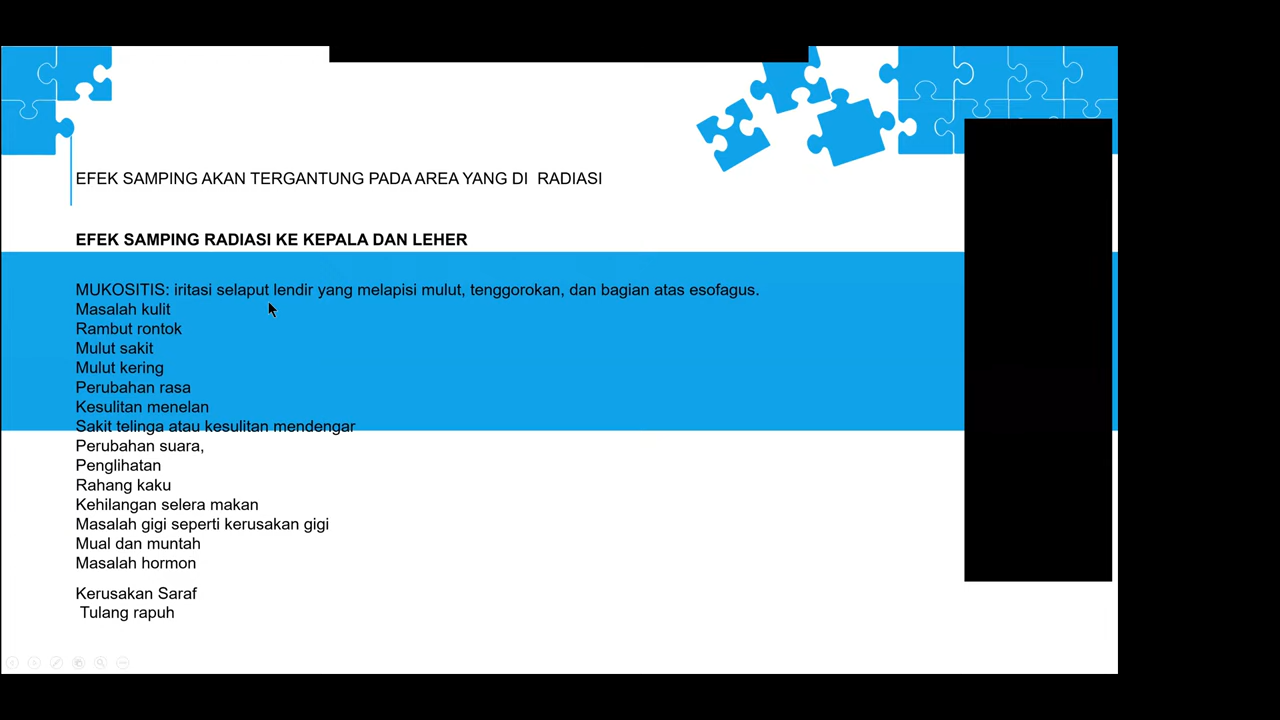 EFEK SAMPING AKAN TERGANTUNG PADA AREA YANG DI  RADIASI
EFEK SAMPING RADIASI KE KEPALA DAN LEHER
MUKOSITIS: iritasi selaput lendir yang melapisi mulut, tenggorokan, dan bagian atas esofagus.
Masalah kulit
Rambut rontok
Mulut sakit
Mulut kering
Perubahan rasa
Kesulitan menelan
Sakit telinga atau kesulitan mendengar
Perubahan suara,
Penglihatan
Rahang kaku
Kehilangan selera makan
Masalah gigi seperti kerusakan gigi
Mual dan muntah
Masalah hormon
Kerusakan Saraf
Tulang rapuh